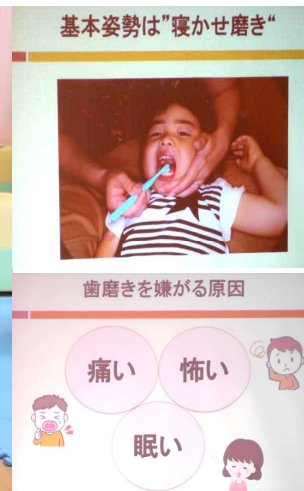 基本姿勢は”寝かせ磨き“
歯磨きを嫌がる原因
痛い
怖い
眠い